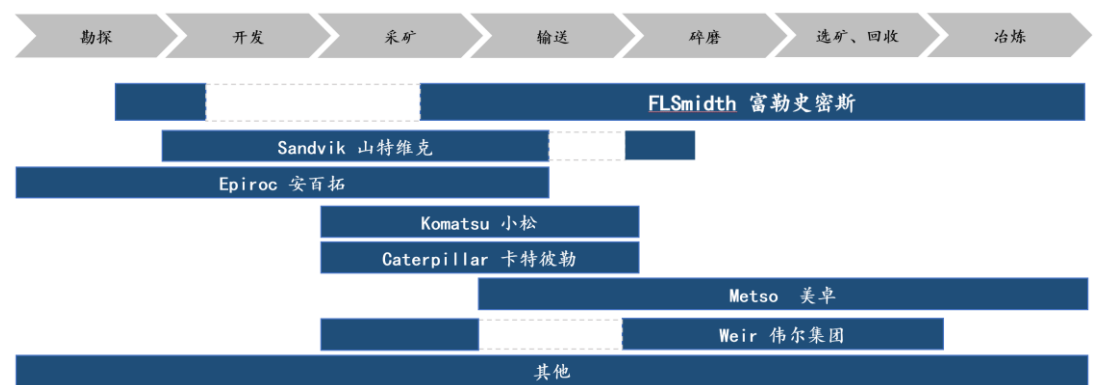 勘探 开发 采矿 输送 碎磨 选矿、回收 冶炼
FLSmidth 富勒史密斯
Sandvik 山特维克
Epiroc 安百拓
Komatsu 小松
Caterpillar 卡特彼勒
Metso 美卓
Weir 伟尔集团
其他